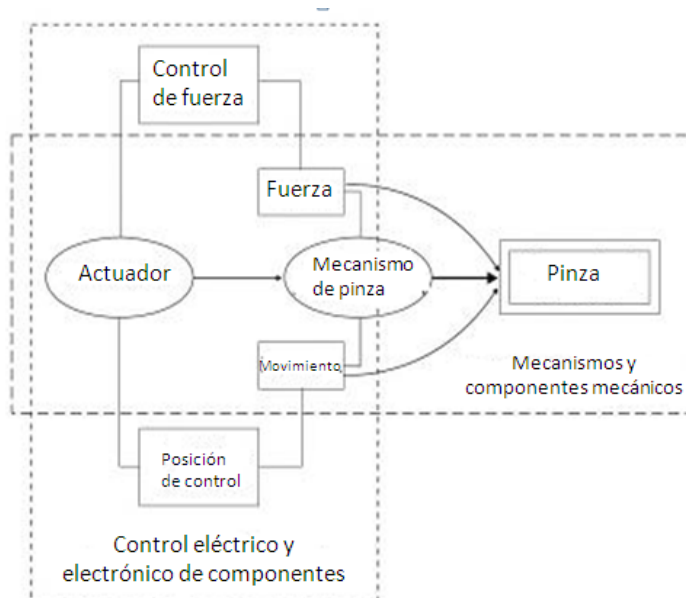 Control
de fuerza
Fuerza
Actuador
Mecanismo
de pinza
Pinza
Movimiento,
Mecanismos y
componentes mecánicos
Posición
de control
Control eléctrico y
electrónico de componentes